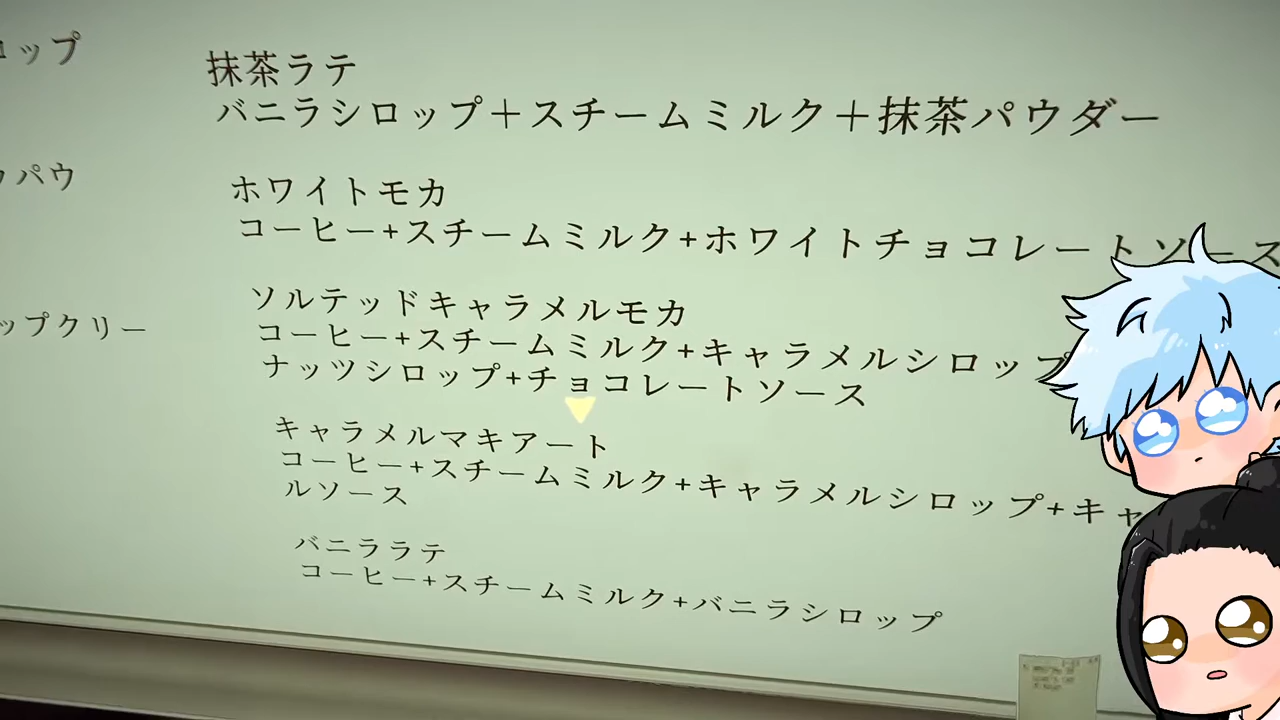 ロップ
抹茶ラテ
バニラシロップ＋スチームミルク＋抹茶パウダー
パウ
ホワイトモカ
コーヒー+スチームミルク+ホワイトチョコレートソース
ソルテッドキャラメルモカ
コーヒー+スチームミルク+キャラメルシロップ
ナッツシロップ+チョコレートソース
ップクリー
キャラメルマキアート
コーヒー+スチームミルク+キャラメルシロップ+キャ
ルソース
バニララテ
コーヒー+スチームミルク+バニラシロップ